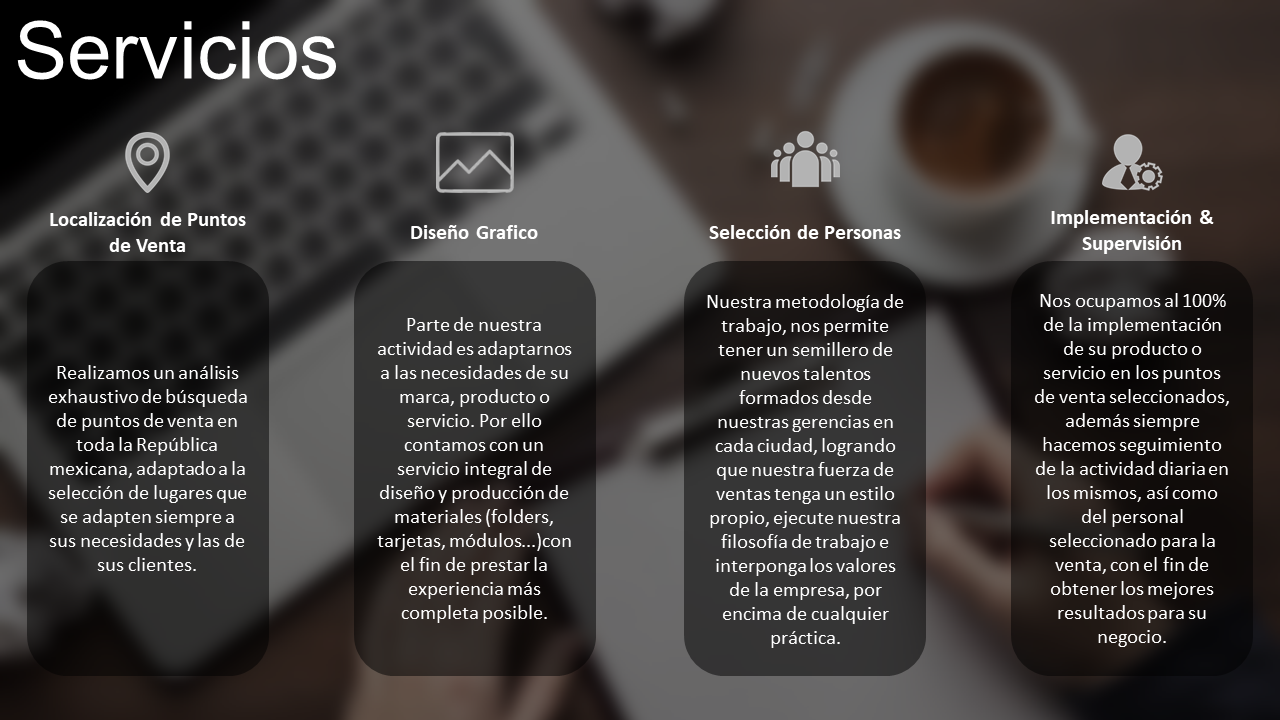 Servicios
Localización de Puntos
de Venta
Realizamos un análisis
exhaustivo de búsqueda
de puntos de venta en
toda la República
mexicana, adaptado a la
selección de lugares que
se adapten siempre a
sus necesidades y las de
sus clientes.
Diseño Grafico
Parte de nuestra
actividad es adaptarnos
a las necesidades de su
marca, producto o
servicio. Por ello
contamos con un
servicio integral de
diseño y producción de
materiales (folders,
tarjetas, módulos...)con
el fin de prestar la
experiencia más
completa posible.
Selección de Personas
Nuestra metodología de
trabajo, nos permite
tener un semillero de
nuevos talentos
formados desde
nuestras gerencias en
cada ciudad, logrando
que nuestra fuerza de
ventas tenga un estilo
propio, ejecute nuestra
filosofía de trabajo e
interponga los valores
de la empresa, por
encima de cualquier
práctica.
Implementación &
Supervisión
Nos ocupamos al 100%
de la implementación
de su producto o
servicio en los puntos
de venta seleccionados,
además siempre
hacemos seguimiento
de la actividad diaria en
los mismos, así como
del personal
seleccionado para la
venta, con el fin de
obtener los mejores
resultados para su
negocio.